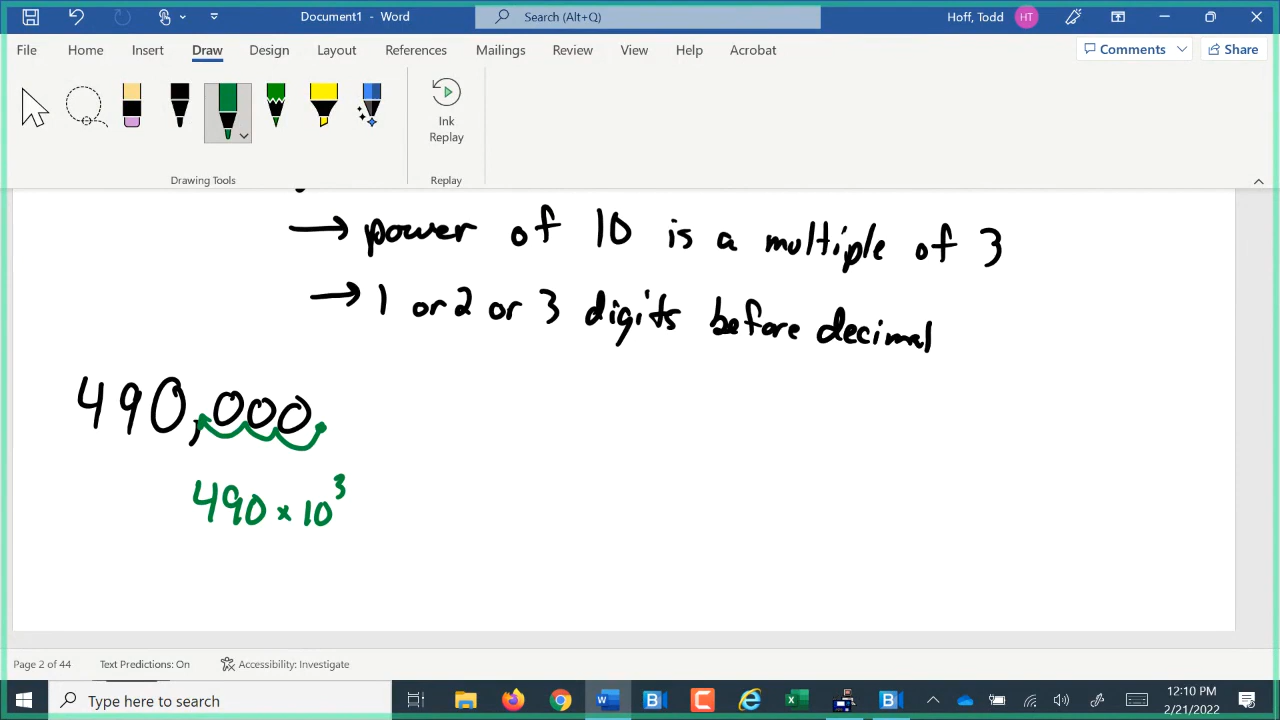 Document1 - Word
Search (Alt+Q)
Hoff, Todd
HT
File Home Insert Draw Design Layout References Mailings Review View Help Acrobat
Comments
Share
Ink
Replay
Drawing Tools
Replay
→ power of 10 is a multiple of 3
→ 1 or 2 or 3 digits before decimal
490,000
490 × 10³
Page 2 of 44
Text Predictions: On
Accessibility: Investigate
Type here to search
12:10 PM
2/21/2022